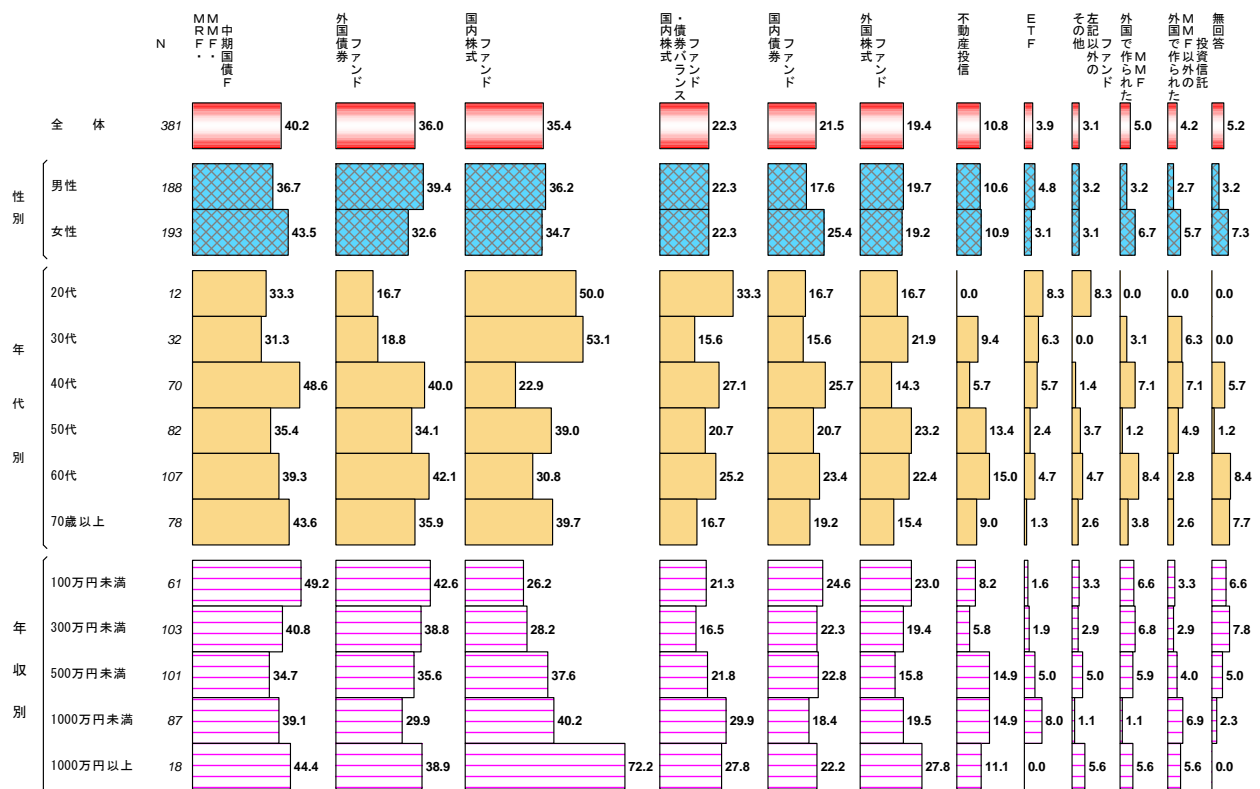 N
MRF・
MMF・
中期国債F
外国債券
ファンド
国内株式
ファンド
国内株式
・債券バランス
ファンド
国内債券
ファンド
外国株式
ファンド
不動産投信
ETF
その他
左記以外の
ファンド
外国で作られた
MMF
外国で作られた
MMF以外の
投資信託
無回答
全 体 381 40.2 36.0 35.4 22.3 21.5 19.4 10.8 3.9 3.1 5.0 4.2 5.2
性別
男性 188 36.7 39.4 36.2 22.3 17.6 19.7 10.6 4.8 3.2 3.2 2.7 3.2
女性 193 43.5 32.6 34.7 22.3 25.4 19.2 10.9 3.1 3.1 6.7 5.7 7.3
年代別
20代 12 33.3 16.7 50.0 33.3 16.7 16.7 0.0 8.3 8.3 0.0 0.0 0.0
30代 32 31.3 18.8 53.1 15.6 15.6 21.9 9.4 6.3 0.0 3.1 6.3 0.0
40代 70 48.6 40.0 22.9 27.1 25.7 14.3 5.7 5.7 1.4 7.1 7.1 5.7
50代 82 35.4 34.1 39.0 20.7 20.7 23.2 13.4 2.4 3.7 1.2 4.9 1.2
60代 107 39.3 42.1 30.8 25.2 23.4 22.4 15.0 4.7 4.7 8.4 2.8 8.4
70歳以上 78 43.6 35.9 39.7 16.7 19.2 15.4 9.0 1.3 2.6 3.8 2.6 7.7
年収別
100万円未満 61 49.2 42.6 26.2 21.3 24.6 23.0 8.2 1.6 3.3 6.6 3.3 6.6
300万円未満 103 40.8 38.8 28.2 16.5 22.3 19.4 5.8 1.9 2.9 6.8 2.9 7.8
500万円未満 101 34.7 35.6 37.6 21.8 22.8 15.8 14.9 5.0 5.0 5.9 4.0 5.0
1000万円未満 87 39.1 29.9 40.2 29.9 18.4 19.5 14.9 8.0 1.1 1.1 6.9 2.3
1000万円以上 18 44.4 38.9 72.2 27.8 22.2 27.8 11.1 0.0 5.6 5.6 5.6 0.0